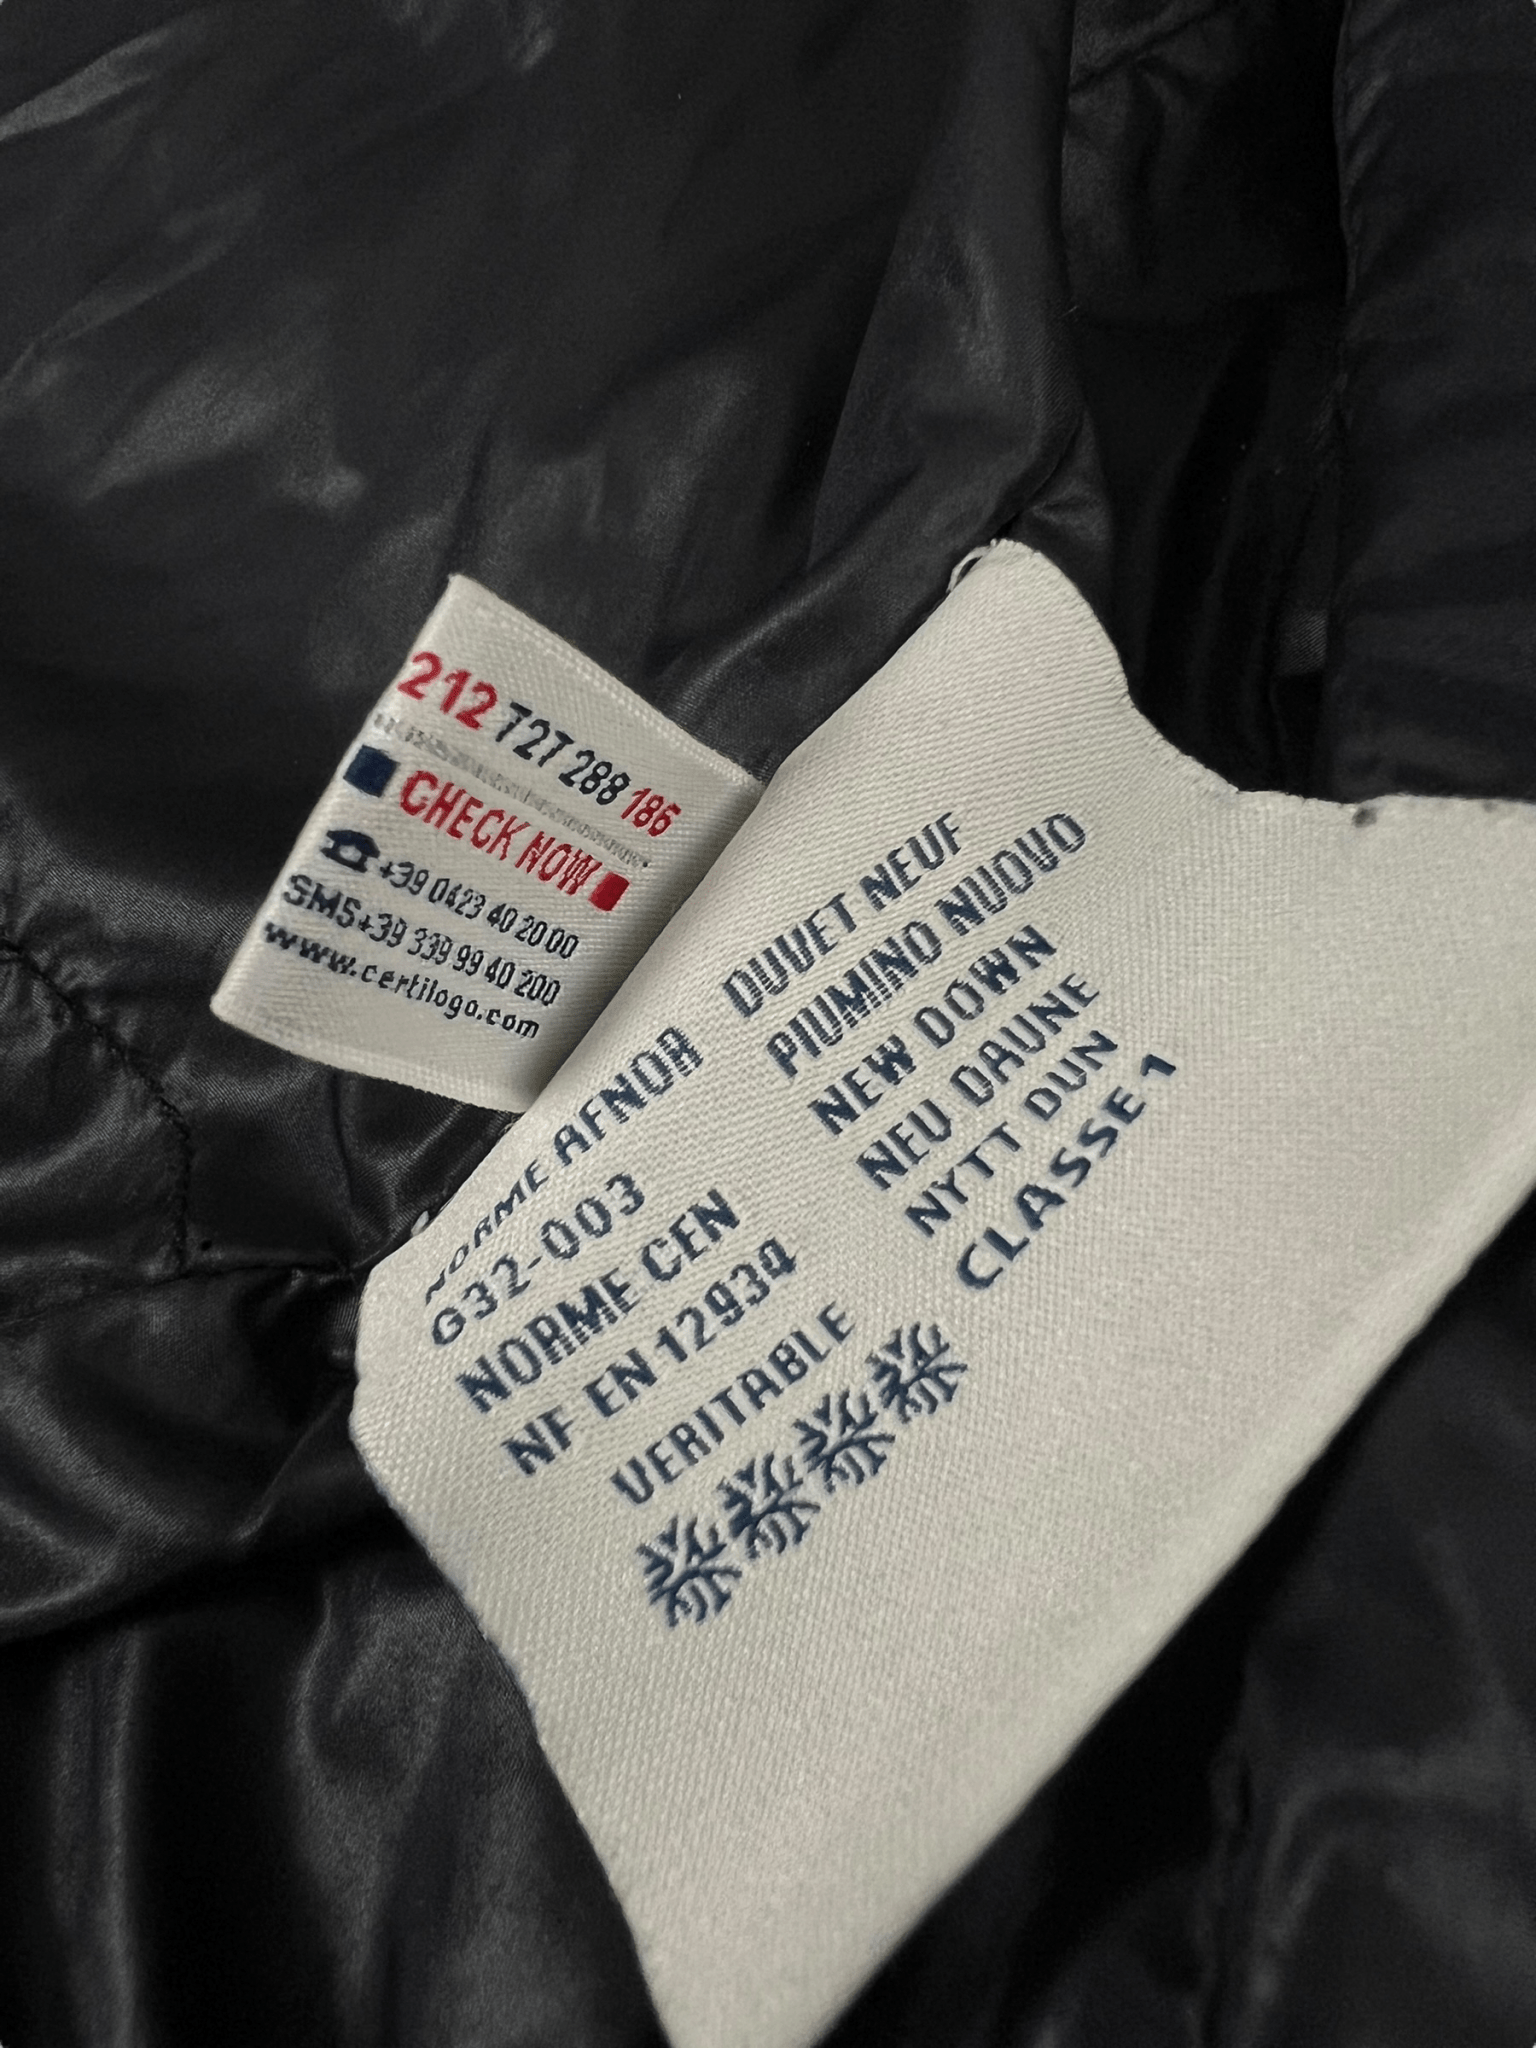 212 727 288 186
CHECK NOW
+39 0423 40 2000
SMS+39 339 99 40 200
www.certilogo.com
NORME AFNOR
G32-003
NORME CEN
NF EN 12934
VERITABLE
DUVET NEUF
PIUMINO NUOVO
NEW DOWN
NEU DAUNE
NYTT DUN
CLASSE 1